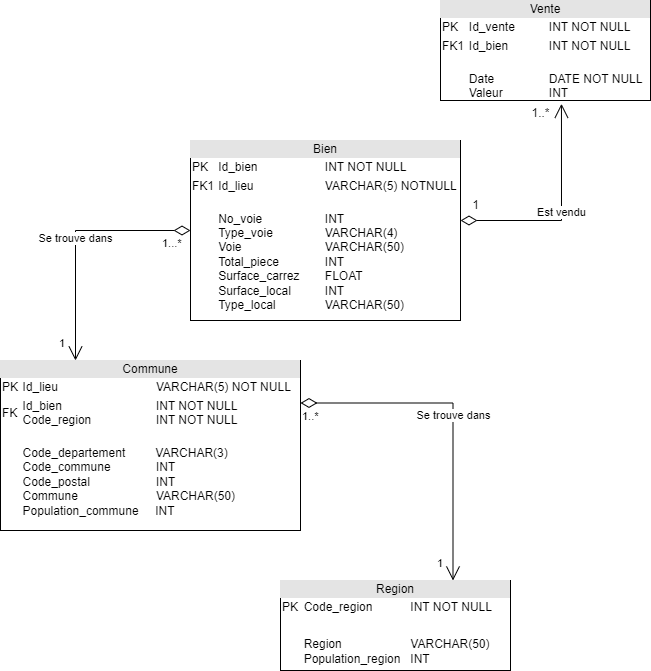 Vente
PK Id_vente INT NOT NULL
FK1 Id_bien INT NOT NULL
Date DATE NOT NULL
Valeur INT
1..*
Bien
PK Id_bien INT NOT NULL
FK1 Id_lieu VARCHAR(5) NOTNULL
No_voie INT
Type_voie VARCHAR(4)
Voie VARCHAR(50)
Total_piece INT
Surface_carrez FLOAT
Surface_local INT
Type_local VARCHAR(50)
1
Est vendu
Se trouve dans
1...*
1
Commune
PK Id_lieu VARCHAR(5) NOT NULL
FK Id_bien INT NOT NULL
Code_region INT NOT NULL
Code_departement VARCHAR(3)
Code_commune INT
Code_postal INT
Commune VARCHAR(50)
Population_commune INT
1..*
Se trouve dans
1
Region
PK Code_region INT NOT NULL
Region VARCHAR(50)
Population_region INT